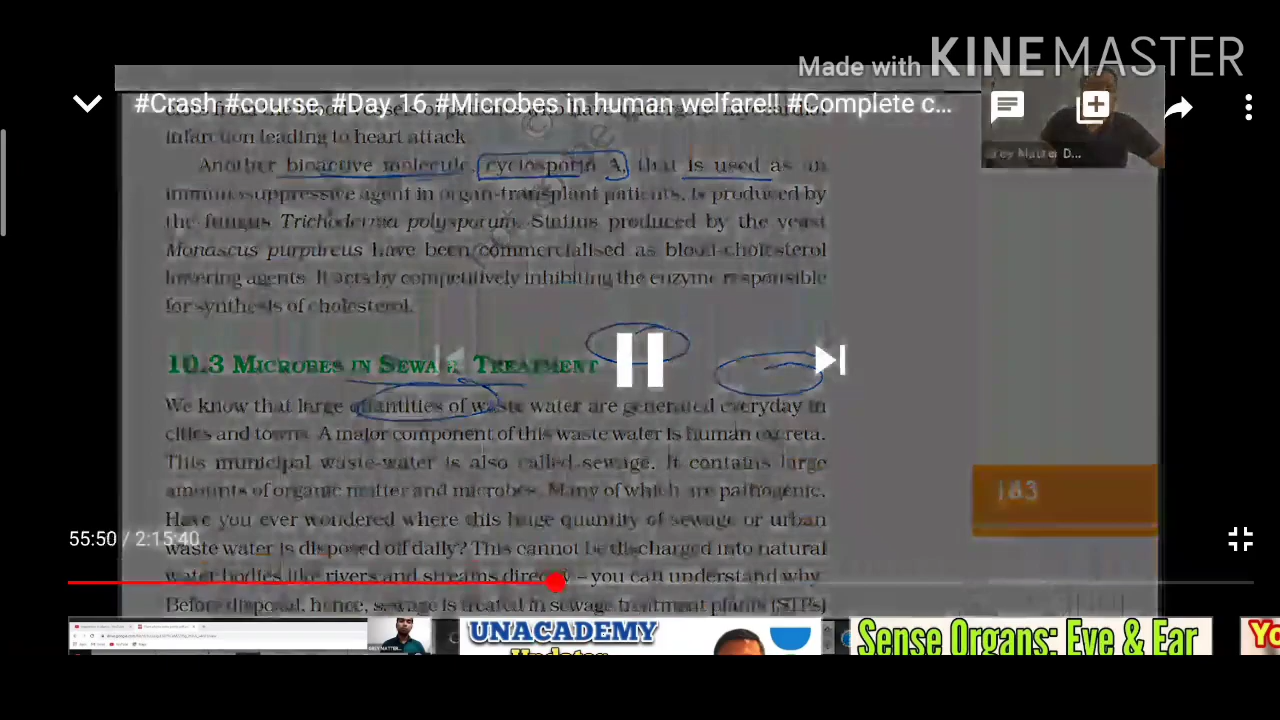 Made with KINEMASTER
#Crash #course, #Day 16 #Microbes in human welfare!! #Complete c...
infarction leading to heart attack
Another bioactive molecule, cyclosporin A, that is used as an
immunosuppressive agent in organ-transplant patients, is produced by
the fungus Trichoderma polysporum. Statins produced by the yeast
Monascus purpureus have been commercialised as blood-cholesterol
lowering agents. It acts by competitively inhibiting the enzyme responsible
for synthesis of cholesterol.
10.3 MICROBES IN SEWAGE TREATMENT
We know that large quantities of waste water are generated everyday in
cities and towns. A major component of this waste water is human excreta.
This municipal waste-water is also called sewage. It contains large
amounts of organic matter and microbes. Many of which are pathogenic.
Have you ever wondered where this huge quantity of sewage or urban
waste water is disposed off daily? This cannot be discharged into natural
water bodies like rivers and streams directly – you can understand why.
Before disposal, hence, sewage is treated in sewage treatment plants (STPs)
183
55:50 / 2:15:40
UNACADEMY
Updates
Sense Organs: Eye & Ear